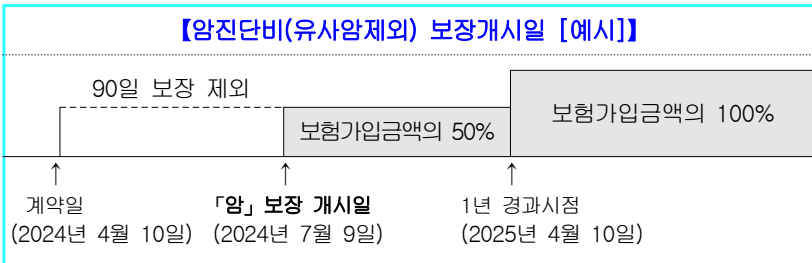 【암진단비(유사암제외) 보장개시일 [예시]】
90일 보장 제외
보험가입금액의 50%
보험가입금액의 100%
↑ ↑ ↑
계약일 「암」 보장 개시일 1년 경과시점
(2024년 4월 10일) (2024년 7월 9일) (2025년 4월 10일)